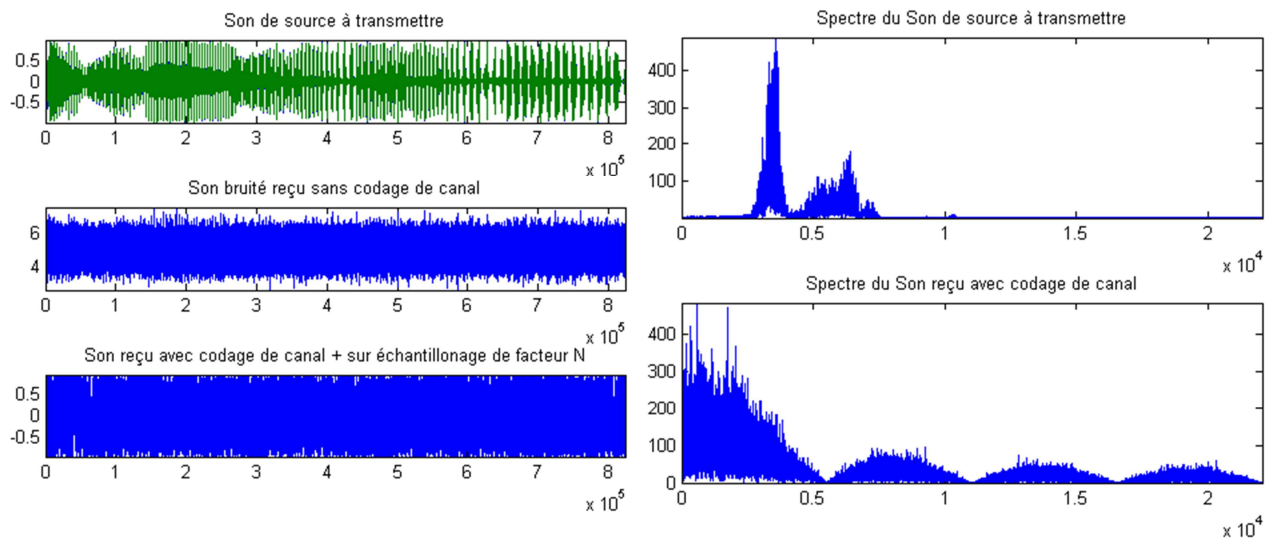 Son de source à transmettre
0.5
0
-0.5
0 1 2 3 4 5 6 7 8
x 10^5
Son bruité reçu sans codage de canal
6
4
0 1 2 3 4 5 6 7 8
x 10^5
Son reçu avec codage de canal + sur échantillonage de facteur N
0.5
0
-0.5
0 1 2 3 4 5 6 7 8
x 10^5
Spectre du Son de source à transmettre
400
300
200
100
0 0.5 1 1.5 2
x 10^4
Spectre du Son reçu avec codage de canal
400
300
200
100
0
0 0.5 1 1.5 2
x 10^4